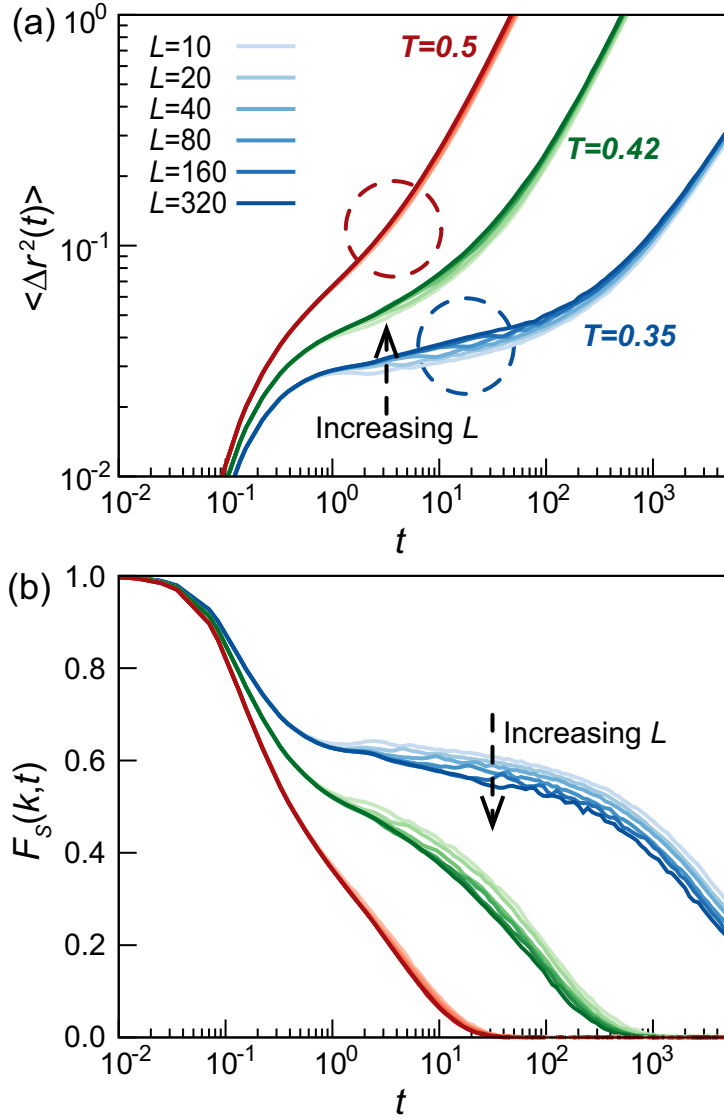 (a)
10^0
10^-1
10^-2
<Δr^2(t)>
L=10
L=20
L=40
L=80
L=160
L=320
T=0.5
T=0.42
T=0.35
Increasing L
10^-2 10^-1 10^0 10^1 10^2 10^3
t
(b)
1.0
0.8
0.6
0.4
0.2
0.0
F_S(k,t)
Increasing L
10^-2 10^-1 10^0 10^1 10^2 10^3
t